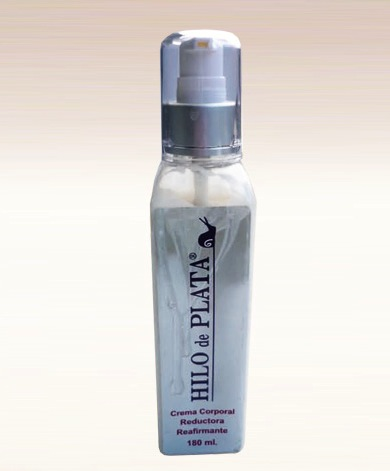 HILO de PLATA®
Crema Corporal
Reductora
Reafirmante
180 ml.